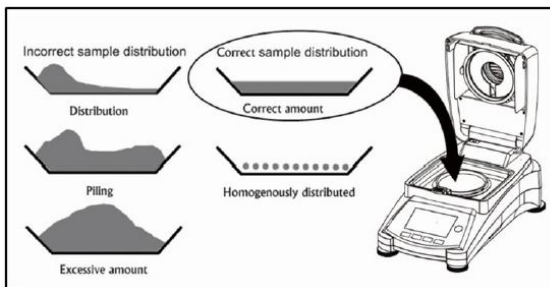 Incorrect sample distribution
Distribution
Piling
Excessive amount
Correct sample distribution
Correct amount
Homogenously distributed